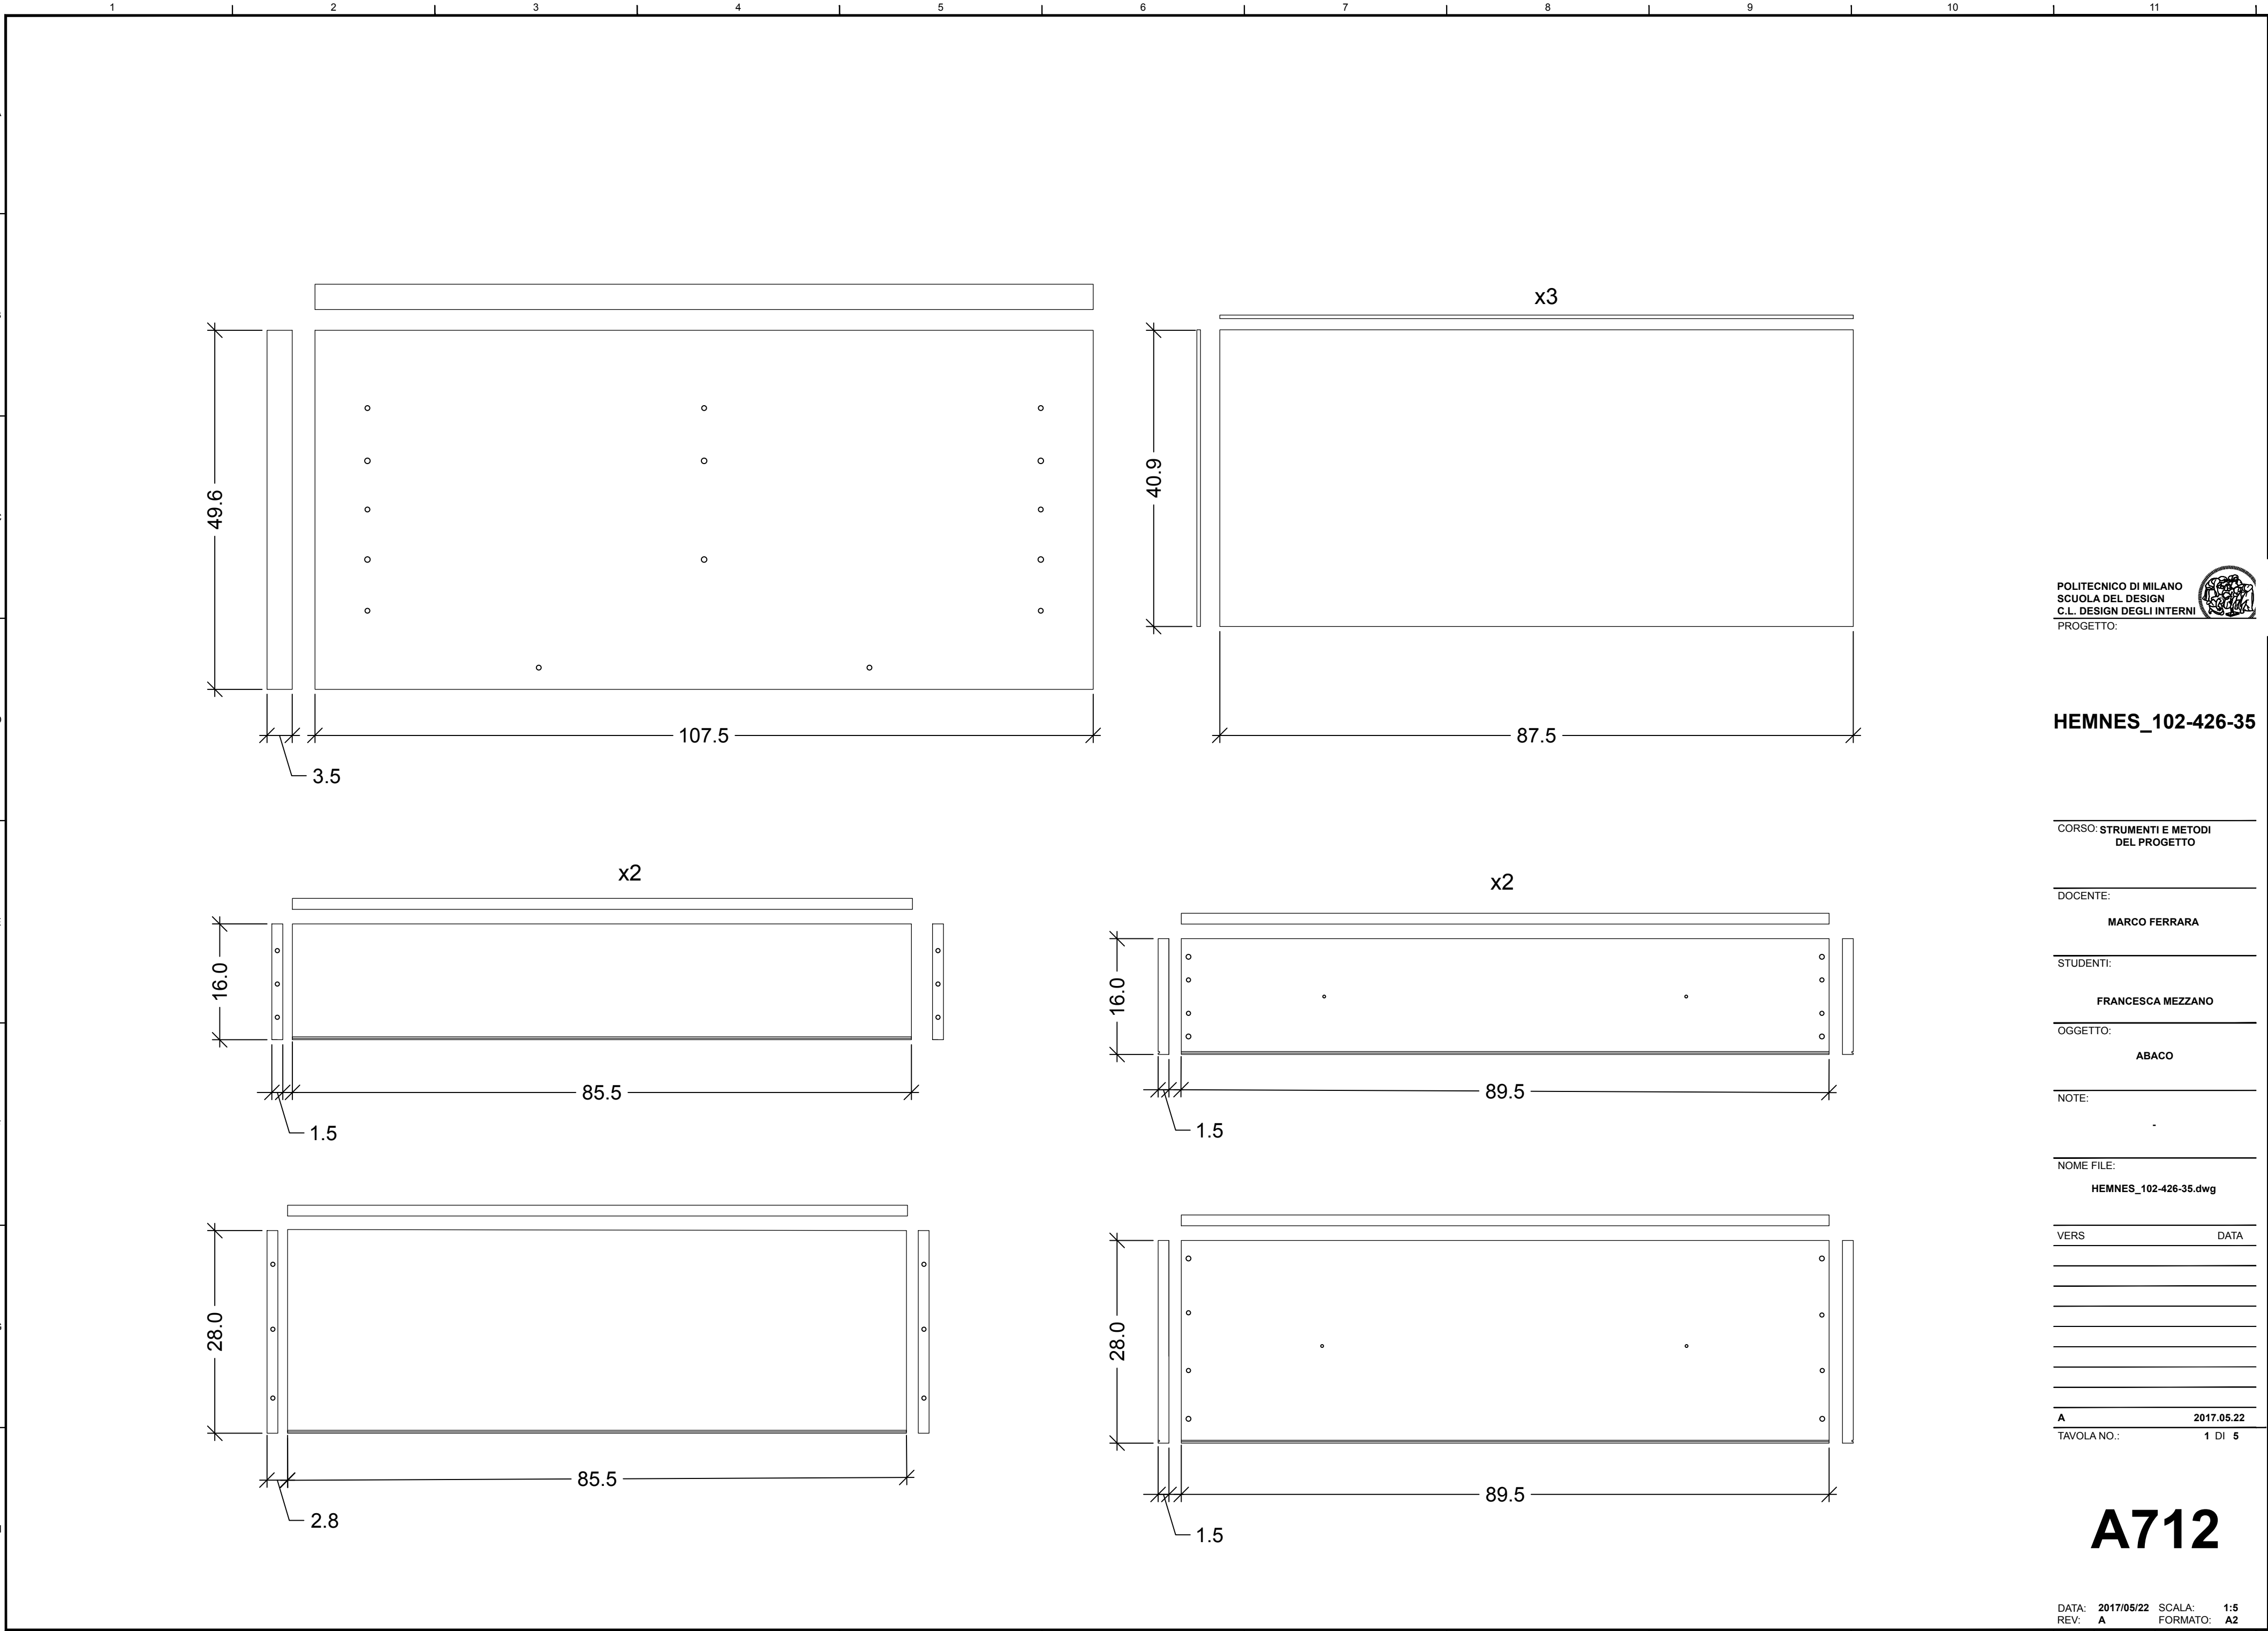 1 2 3 4 5 6 7 8 9 10 11
x3
49.6
40.9
107.5
87.5
3.5
x2
x2
16.0
16.0
85.5
89.5
1.5
1.5
28.0
28.0
85.5
89.5
2.8
1.5
POLITECNICO DI MILANO
SCUOLA DEL DESIGN
C.L. DESIGN DEGLI INTERNI
PROGETTO:
HEMNES_102-426-35
CORSO: STRUMENTI E METODI
DEL PROGETTO
DOCENTE:
MARCO FERRARA
STUDENTI:
FRANCESCA MEZZANO
OGGETTO:
ABACO
NOTE:
-
NOME FILE:
HEMNES_102-426-35.dwg
VERS DATA
A 2017.05.22
TAVOLA NO.: 1 DI 5
A712
DATA: 2017/05/22 SCALA: 1:5
REV: A FORMATO: A2